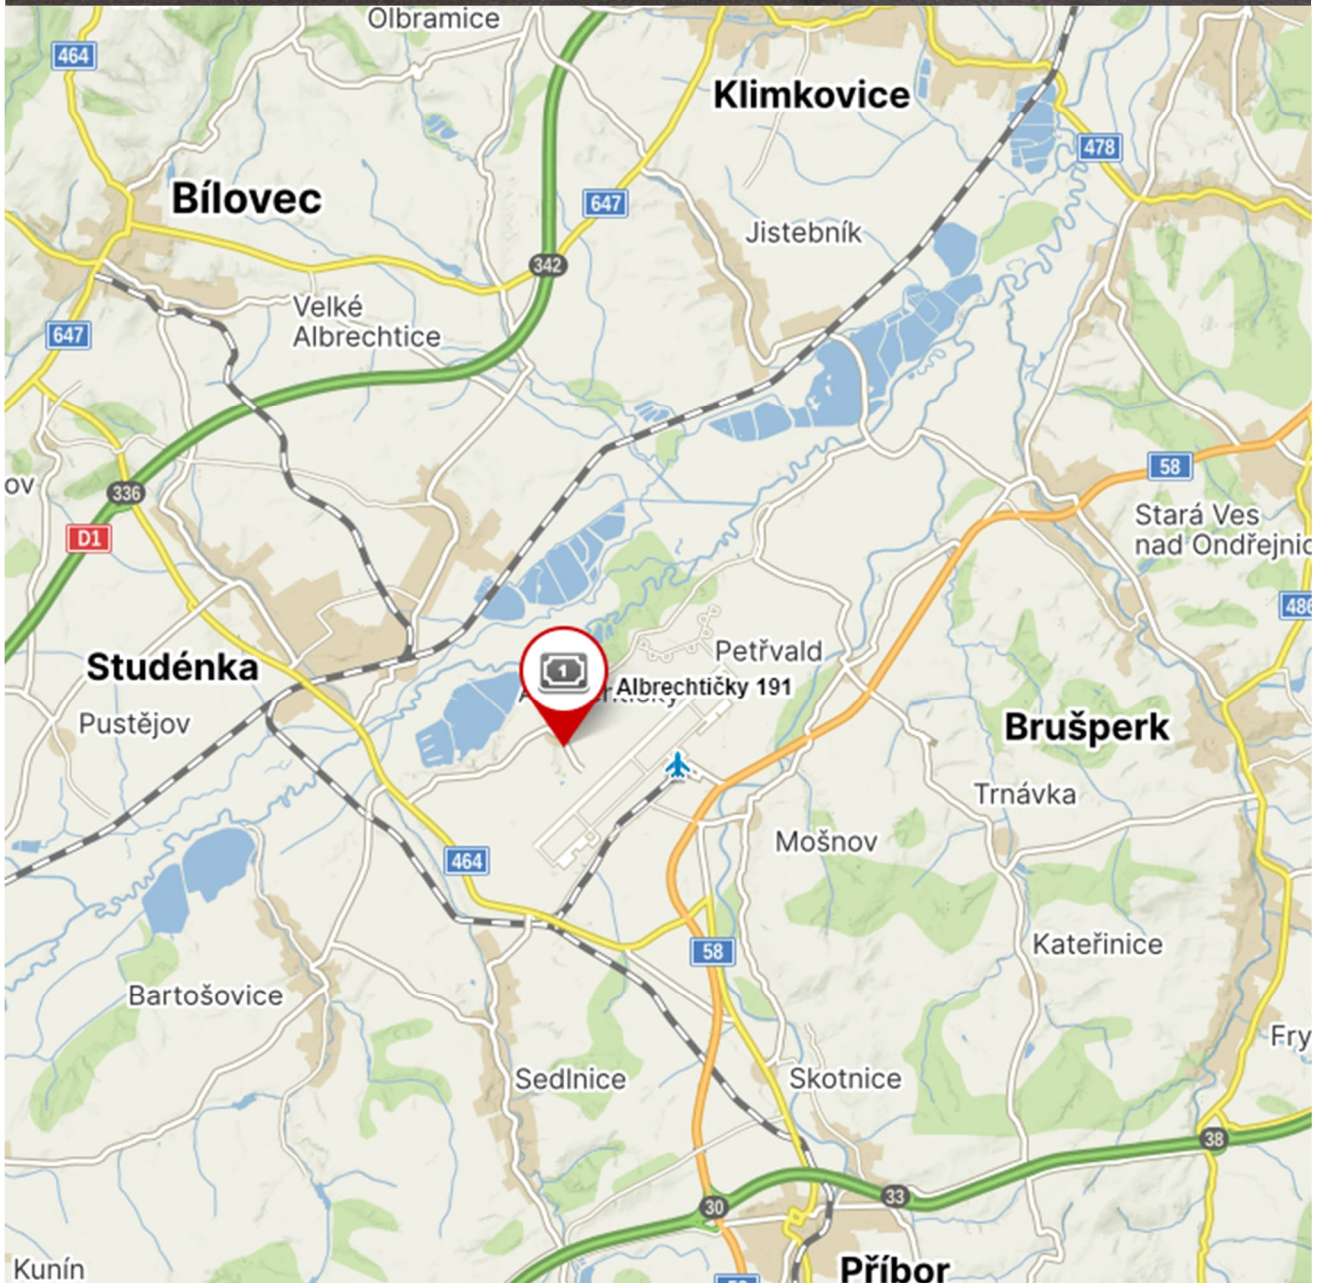 Olbramice
464
Klimkovice
478
Bílovec
647
Jistebník
342
Velké
Albrechtice
647
58
ov
336
Stará Ves
nad Ondřejnic
D1
486
Petřvald
Studénka
1
Albrechtičky 191
Pustějov
Brušperk
Trnávka
Mošnov
464
Kateřinice
58
Bartošovice
Fry
Sedlnice
Skotnice
38
33
30
Kunín
Příbor